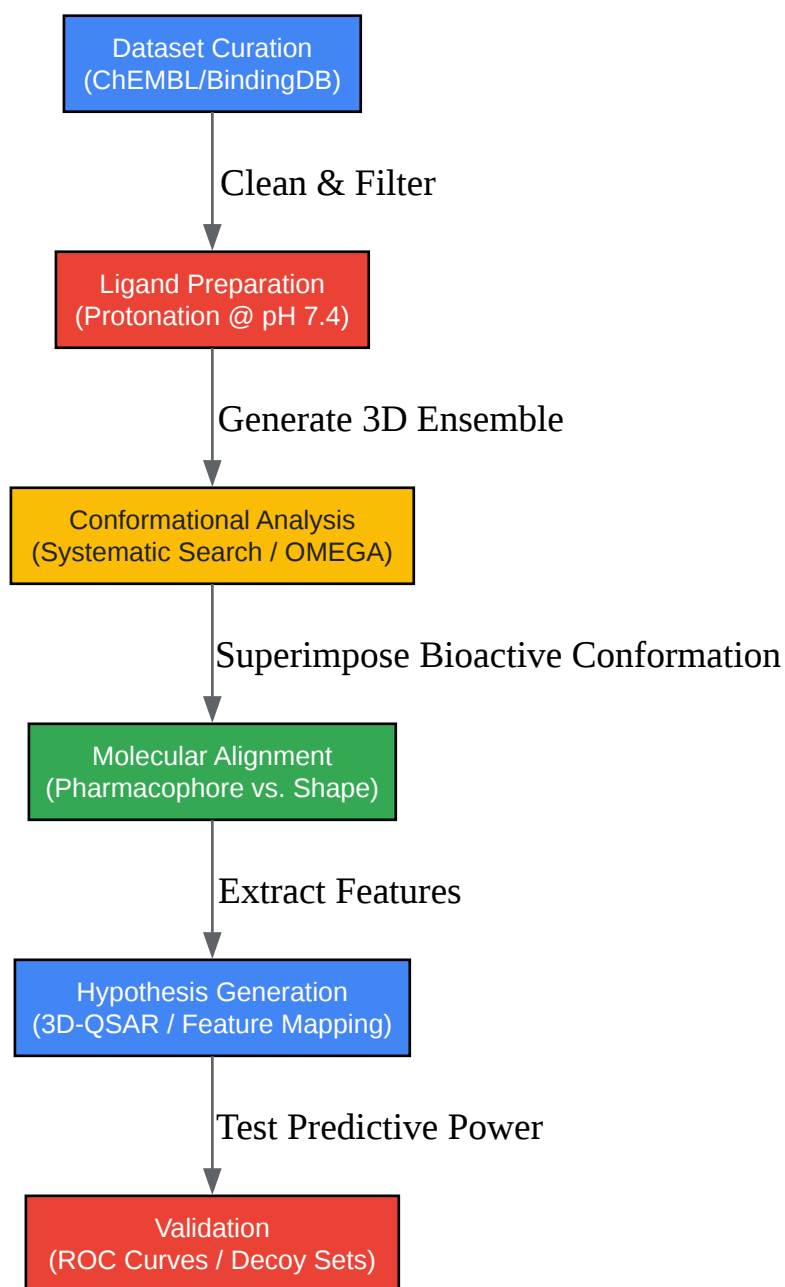 Dataset Curation
(ChEMBL/BindingDB)
Clean & Filter
Ligand Preparation
(Protonation @ pH 7.4)
Generate 3D Ensemble
Conformational Analysis
(Systematic Search / OMEGA)
Superimpose Bioactive Conformation
Molecular Alignment
(Pharmacophore vs. Shape)
Extract Features
Hypothesis Generation
(3D-QSAR / Feature Mapping)
Test Predictive Power
Validation
(ROC Curves / Decoy Sets)